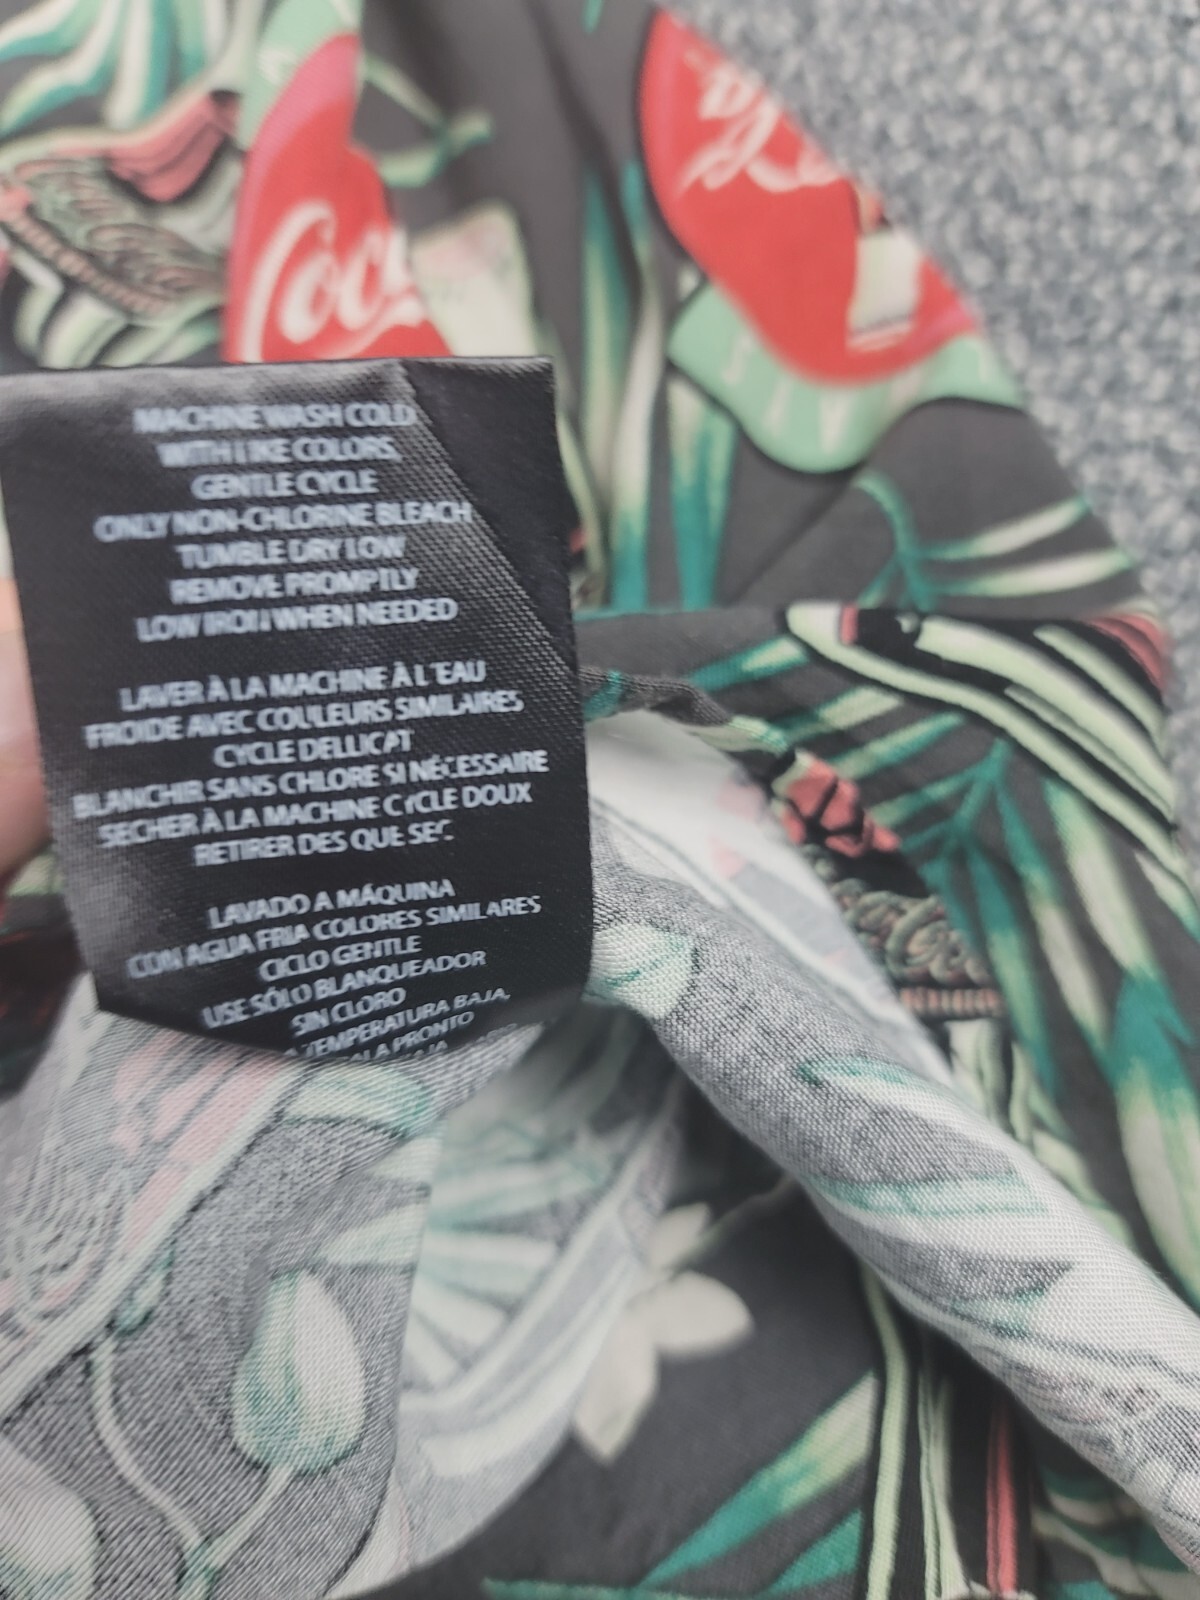 Coca
MACHINE WASH COLD
WITH LIKE COLORS,
GENTLE CYCLE
ONLY NON-CHLORINE BLEACH
TUMBLE DRY LOW
REMOVE PROMPTLY
LOW IRON WHEN NEEDED
LAVER À LA MACHINE À L'EAU
FROIDE AVEC COULEURS SIMILAIRES
CYCLE DELLICAT
BLANCHIR SANS CHLORE SI NÉCESSAIRE
SECHER À LA MACHINE CYCLE DOUX
RETIRER DES QUE SEC
LAVADO A MÁQUINA
CON AGUA FRIA COLORES SIMILARES
CICLO GENTLE
USE SÓLO BLANQUEADOR
SIN CLORO
A TEMPERATURA BAJA,
PRONTO